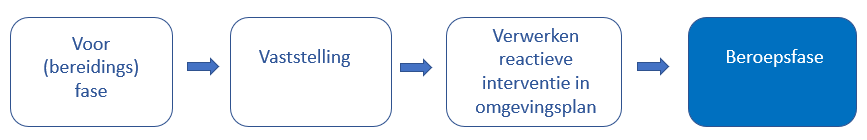 Voor
(bereidings)
fase
Vaststelling
Verwerken
reactieve
interventie in
omgevingsplan
Beroepsfase